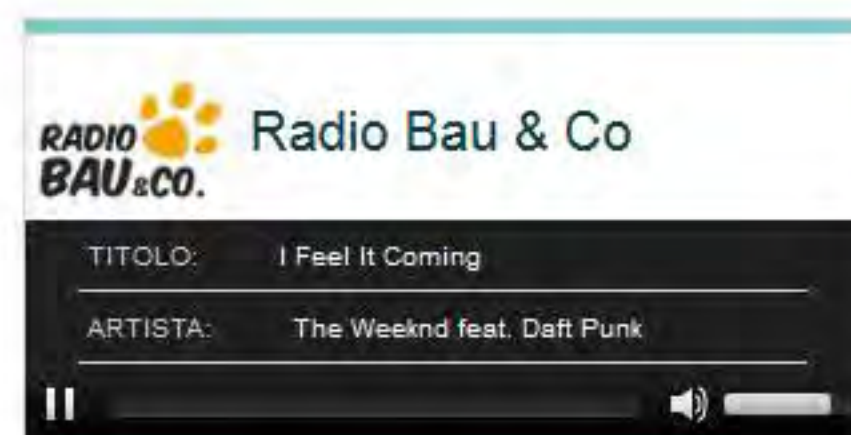 RADIO
BAU &CO.
Radio Bau & Co
TITOLO: I Feel It Coming
ARTISTA: The Weeknd feat. Daft Punk